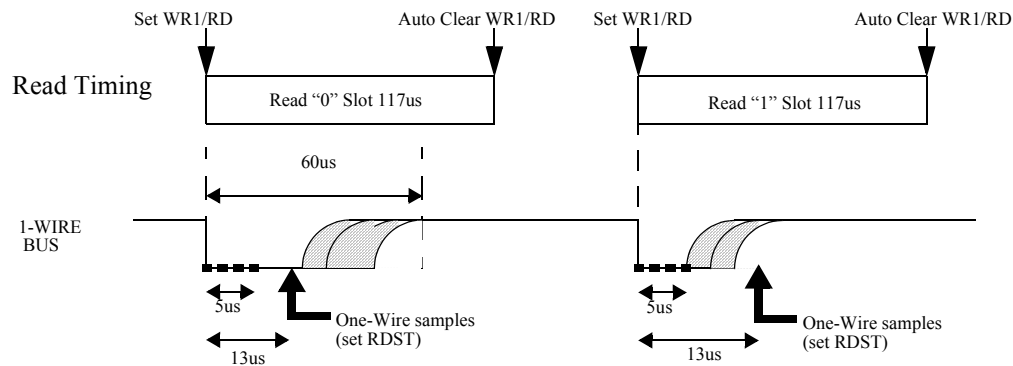 Set WR1/RD
Auto Clear WR1/RD
Set WR1/RD
Auto Clear WR1/RD
Read Timing
Read “0” Slot 117us
Read “1” Slot 117us
60us
1-WIRE
BUS
5us
One-Wire samples
(set RDST)
13us
5us
One-Wire samples
(set RDST)
13us